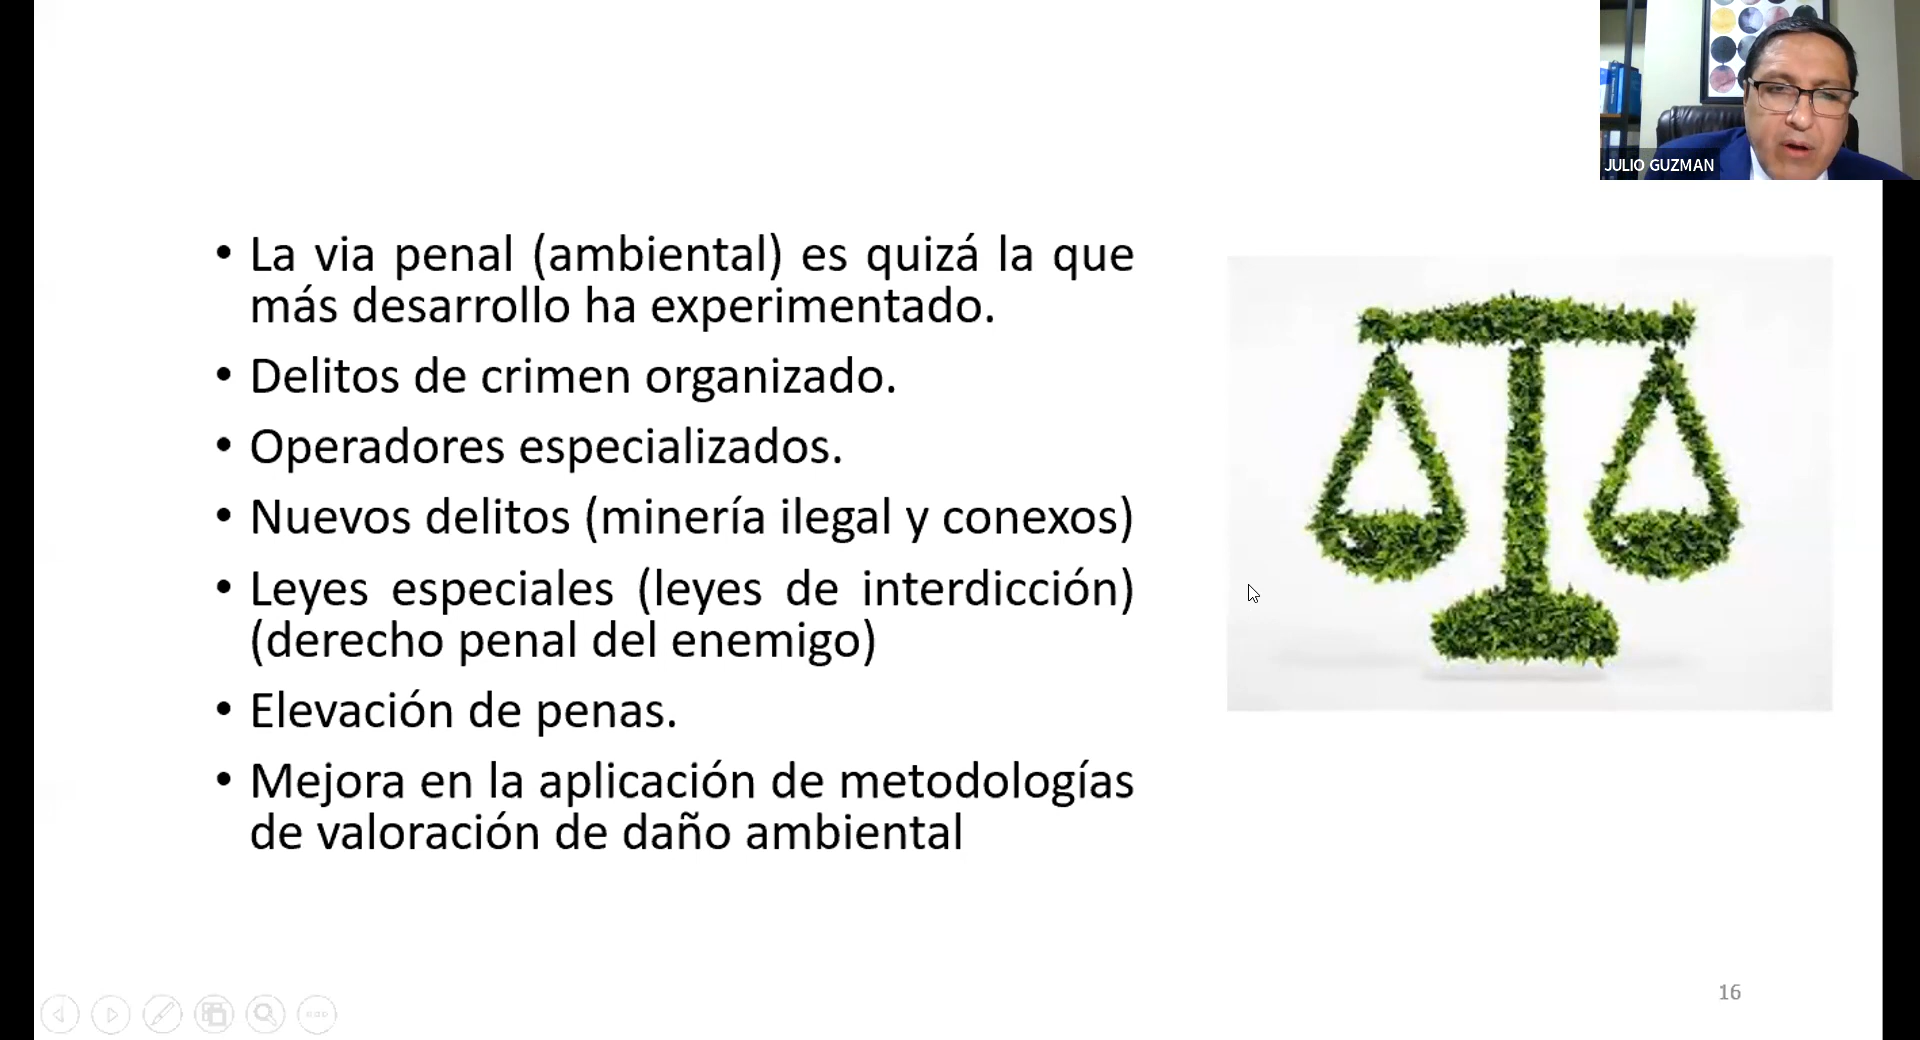 JULIO GUZMAN
• La via penal (ambiental) es quizá la que
más desarrollo ha experimentado.
• Delitos de crimen organizado.
• Operadores especializados.
• Nuevos delitos (minería ilegal y conexos)
• Leyes especiales (leyes de interdicción)
(derecho penal del enemigo)
• Elevación de penas.
• Mejora en la aplicación de metodologías
de valoración de daño ambiental
16